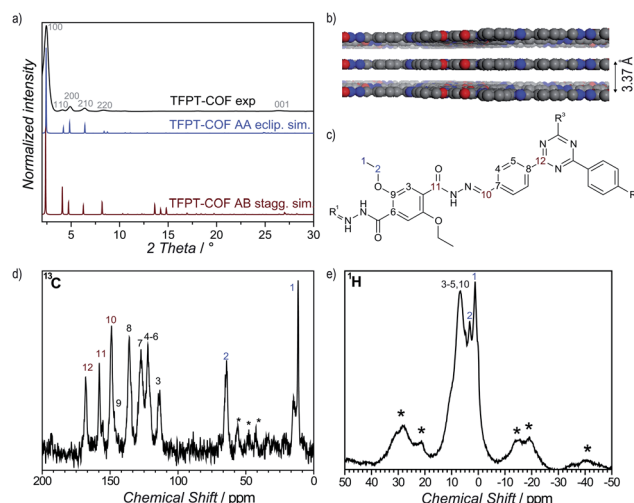 a)
100
200
110
210
220
001
TFPT-COF exp
TFPT-COF AA eclip. sim.
TFPT-COF AB stagg. sim
Normalized intensity
5 10 15 20 25 30
2 Theta / °
b)
3.37 Å
c)
R³
N N
N
12
1
2
O
O
9
3
11
N
H
N
10
7
4
5
8
R
R¹
N
NH
6
O
O
d)
¹³C
12
11
10
9
8
7
4-6
3
2
* * *
1
200 150 100 50 0
Chemical Shift / ppm
e)
¹H
3-5,10
2
1
* * * * *
50 40 30 20 10 0 -10 -20 -30 -40 -50
Chemical Shift / ppm